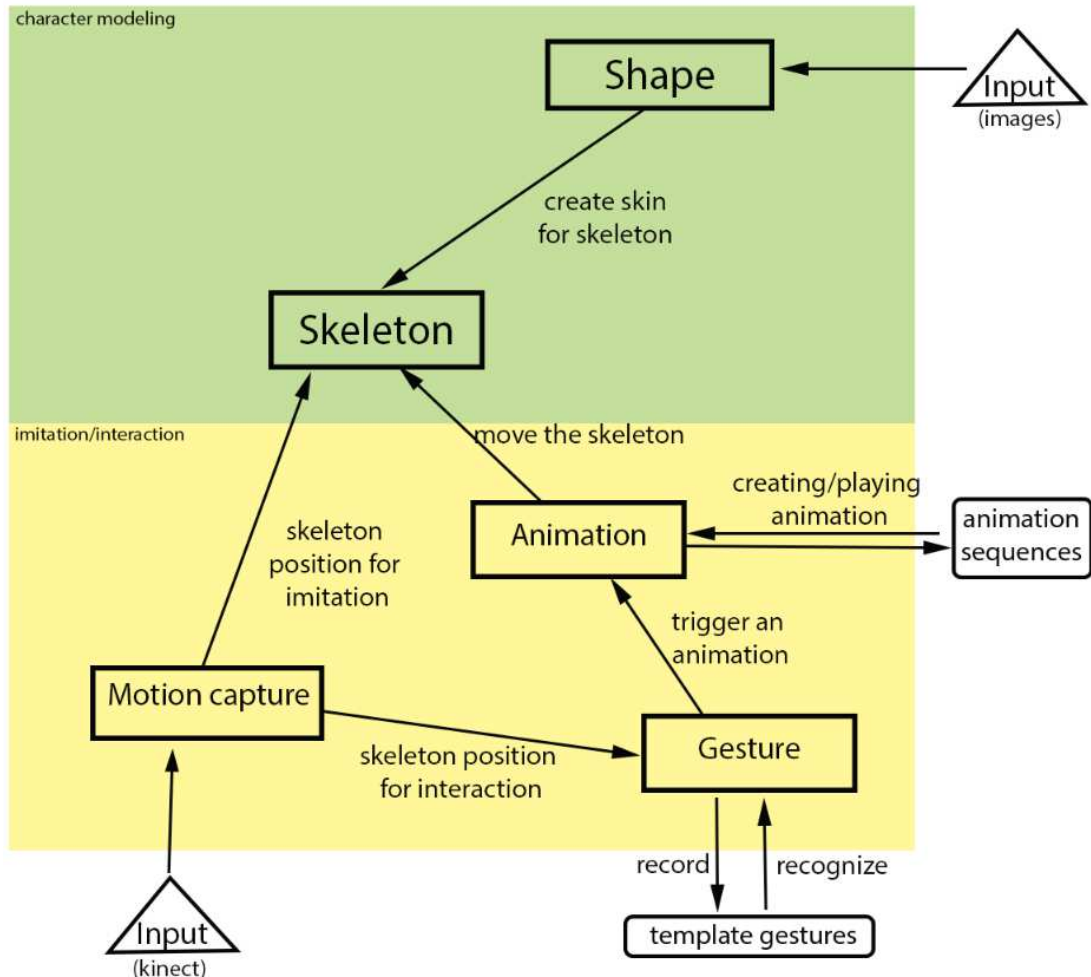 character modeling
Shape
Input
(images)
create skin
for skeleton
Skeleton
imitation/interaction
move the skeleton
creating/playing
animation
animation
sequences
Animation
skeleton
position for
imitation
trigger an
animation
Motion capture
Gesture
skeleton position
for interaction
record
recognize
template gestures
Input
(kinect)